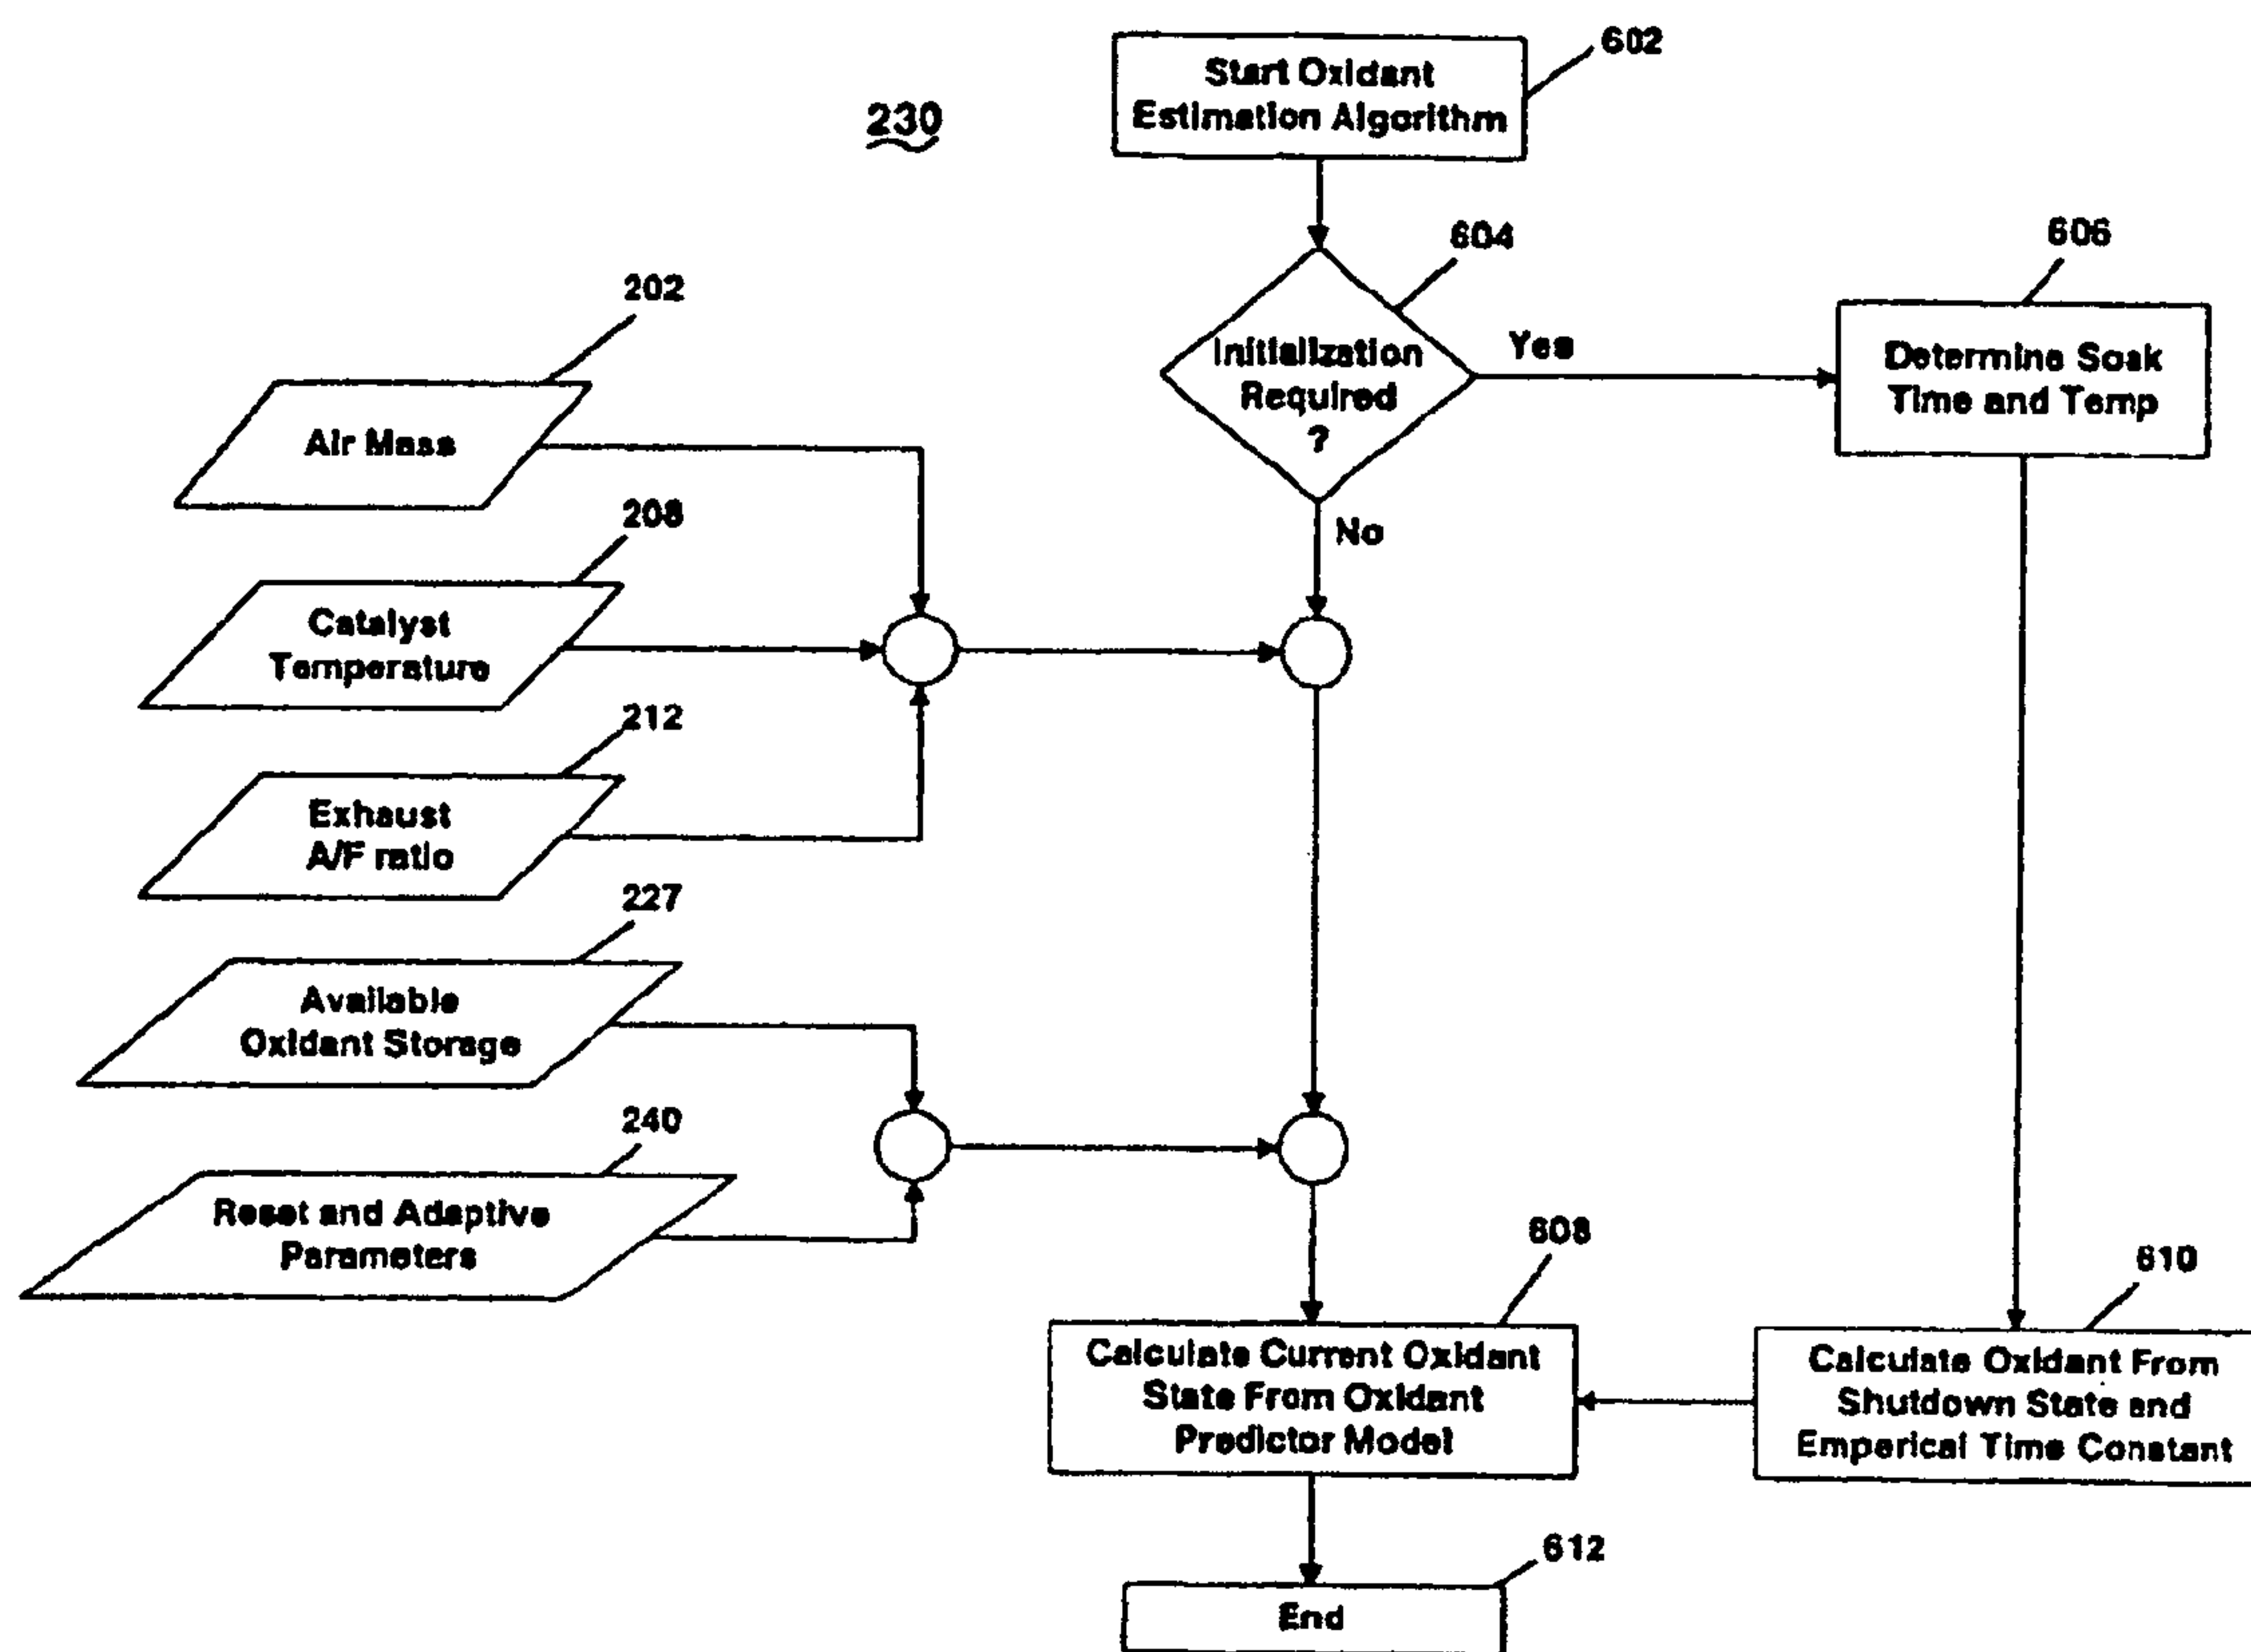 602
Start Oxidant
Estimation Algorithm
230
604
606
202
Initialization
Required
?
Yes
Determine Soak
Time and Temp
Air Mass
No
208
Catalyst
Temperature
212
Exhaust
A/F ratio
227
Available
Oxidant Storage
240
Reset and Adaptive
Parameters
608
Calculate Current Oxidant
State From Oxidant
Predictor Model
610
Calculate Oxidant From
Shutdown State and
Emperical Time Constant
612
End